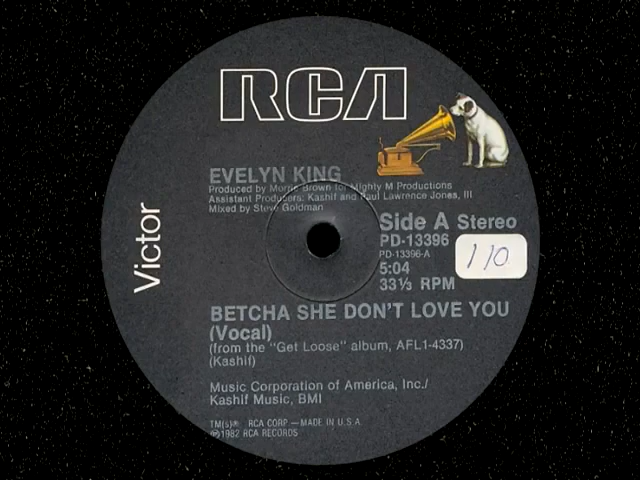 RCA
EVELYN KING
Produced by Morrie Brown for Mighty M Productions
Assistant Producers: Kashif and Paul Lawrence Jones, III
Mixed by Steve Goldman
Victor
Side A Stereo
PD-13396
PD-13396-A
110
5:04
33⅓ RPM
BETCHA SHE DON'T LOVE YOU
(Vocal)
(from the "Get Loose" album, AFL1-4337)
(Kashif)
Music Corporation of America, Inc./
Kashif Music, BMI
TM(s)® RCA CORP.—MADE IN U.S.A.
℗1982 RCA RECORDS